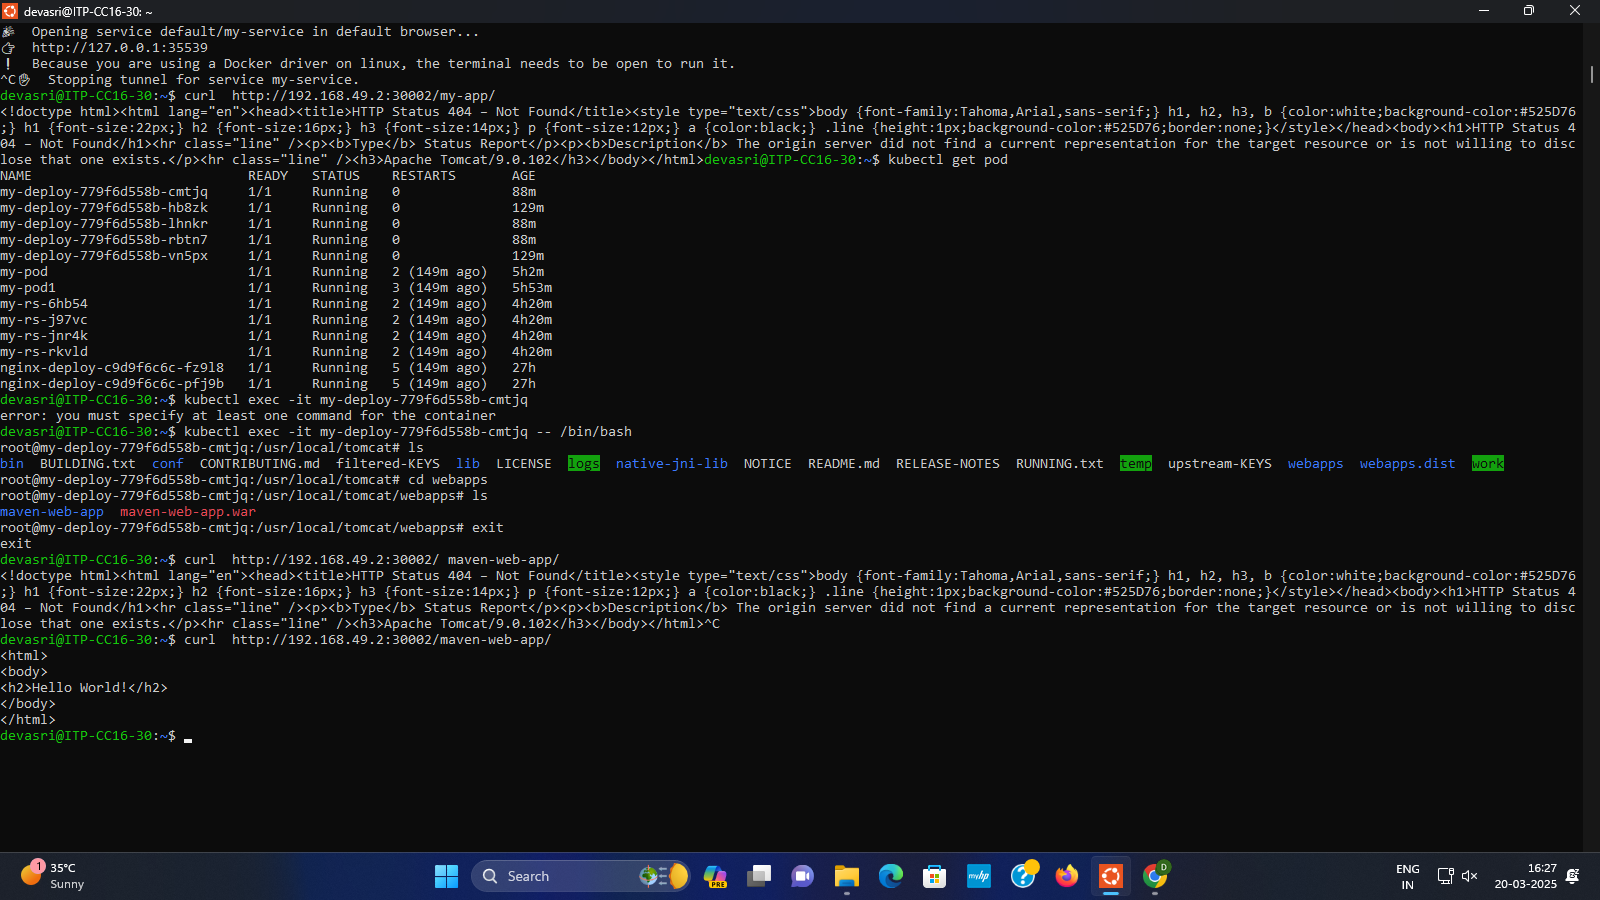 devasri@ITP-CC16-30: ~
Opening service default/my-service in default browser...
http://127.0.0.1:35539
! Because you are using a Docker driver on linux, the terminal needs to be open to run it.
^C Stopping tunnel for service my-service.
devasri@ITP-CC16-30:~$ curl  http://192.168.49.2:30002/my-app/
<!doctype html><html lang="en"><head><title>HTTP Status 404 – Not Found</title><style type="text/css">body {font-family:Tahoma,Arial,sans-serif;} h1, h2, h3, b {color:white;background-color:#525D76
;} h1 {font-size:22px;} h2 {font-size:16px;} h3 {font-size:14px;} p {font-size:12px;} a {color:black;} .line {height:1px;background-color:#525D76;border:none;}</style></head><body><h1>HTTP Status 4
04 – Not Found</h1><hr class="line" /><p><b>Type</b> Status Report</p><p><b>Description</b> The origin server did not find a current representation for the target resource or is not willing to disc
lose that one exists.</p><hr class="line" /><h3>Apache Tomcat/9.0.102</h3></body></html>devasri@ITP-CC16-30:~$ kubectl get pod
NAME                           READY   STATUS    RESTARTS       AGE
my-deploy-779f6d558b-cmtjq     1/1     Running   0              88m
my-deploy-779f6d558b-hb8zk     1/1     Running   0              129m
my-deploy-779f6d558b-lhnkr     1/1     Running   0              88m
my-deploy-779f6d558b-rbtn7     1/1     Running   0              88m
my-deploy-779f6d558b-vn5px     1/1     Running   0              129m
my-pod                         1/1     Running   2 (149m ago)   5h2m
my-pod1                        1/1     Running   3 (149m ago)   5h53m
my-rs-6hb54                    1/1     Running   2 (149m ago)   4h20m
my-rs-j97vc                    1/1     Running   2 (149m ago)   4h20m
my-rs-jnr4k                    1/1     Running   2 (149m ago)   4h20m
my-rs-rkvld                    1/1     Running   2 (149m ago)   4h20m
nginx-deploy-c9d9f6c6c-fz9l8   1/1     Running   5 (149m ago)   27h
nginx-deploy-c9d9f6c6c-pfj9b   1/1     Running   5 (149m ago)   27h
devasri@ITP-CC16-30:~$ kubectl exec -it my-deploy-779f6d558b-cmtjq
error: you must specify at least one command for the container
devasri@ITP-CC16-30:~$ kubectl exec -it my-deploy-779f6d558b-cmtjq -- /bin/bash
root@my-deploy-779f6d558b-cmtjq:/usr/local/tomcat# ls
bin  BUILDING.txt  conf  CONTRIBUTING.md  filtered-KEYS  lib  LICENSE  logs  native-jni-lib  NOTICE  README.md  RELEASE-NOTES  RUNNING.txt  temp  upstream-KEYS  webapps  webapps.dist  work
root@my-deploy-779f6d558b-cmtjq:/usr/local/tomcat# cd webapps
root@my-deploy-779f6d558b-cmtjq:/usr/local/tomcat/webapps# ls
maven-web-app  maven-web-app.war
root@my-deploy-779f6d558b-cmtjq:/usr/local/tomcat/webapps# exit
exit
devasri@ITP-CC16-30:~$ curl  http://192.168.49.2:30002/ maven-web-app/
<!doctype html><html lang="en"><head><title>HTTP Status 404 – Not Found</title><style type="text/css">body {font-family:Tahoma,Arial,sans-serif;} h1, h2, h3, b {color:white;background-color:#525D76
;} h1 {font-size:22px;} h2 {font-size:16px;} h3 {font-size:14px;} p {font-size:12px;} a {color:black;} .line {height:1px;background-color:#525D76;border:none;}</style></head><body><h1>HTTP Status 4
04 – Not Found</h1><hr class="line" /><p><b>Type</b> Status Report</p><p><b>Description</b> The origin server did not find a current representation for the target resource or is not willing to disc
lose that one exists.</p><hr class="line" /><h3>Apache Tomcat/9.0.102</h3></body></html>^C
devasri@ITP-CC16-30:~$ curl  http://192.168.49.2:30002/maven-web-app/
<html>
<body>
<h2>Hello World!</h2>
</body>
</html>
devasri@ITP-CC16-30:~$
1
35°C
Sunny
Search
PRE
myhp
D
ENG
IN
16:27
20-03-2025